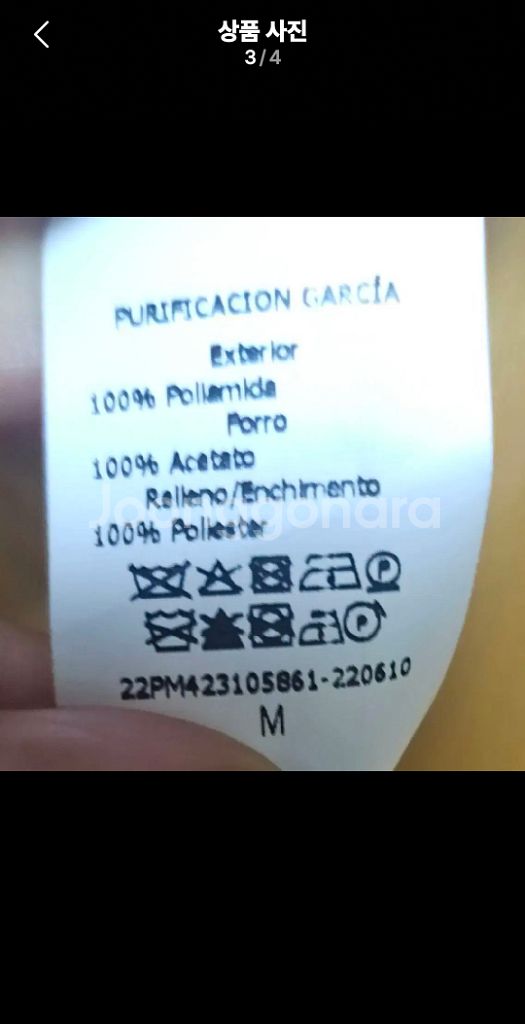 상품 사진
3/4
PURIFICACION GARCÍA
Exterior
100% Poliamida
Forro
100% Acetato
Relleno/Enchimento
100% Poliester
Joonggonara
P
P
22PM423105861-220610
M